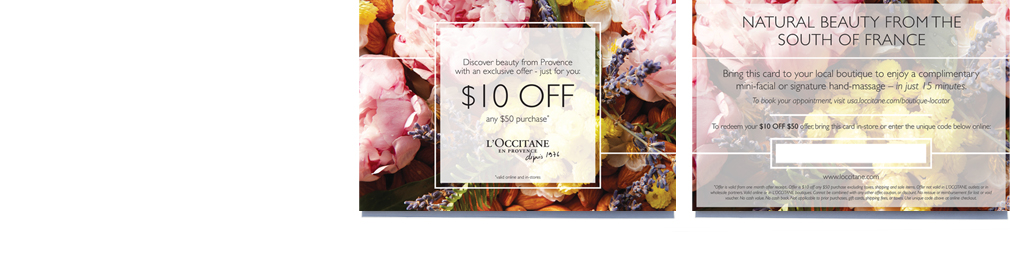 Discover beauty from Provence
with an exclusive offer - just for you:
$10 OFF
any $50 purchase*
L'OCCITANE
EN PROVENCE
depuis 1976
*valid online and in-stores
NATURAL BEAUTY FROM THE
SOUTH OF FRANCE
Bring this card to your local boutique to enjoy a complimentary
mini-facial or signature hand-massage – in just 15 minutes.
To book your appointment, visit usa.loccitane.com/boutique-locator
To redeem your $10 OFF $50 offer, bring this card in-store or enter the unique code below online:
www.loccitane.com